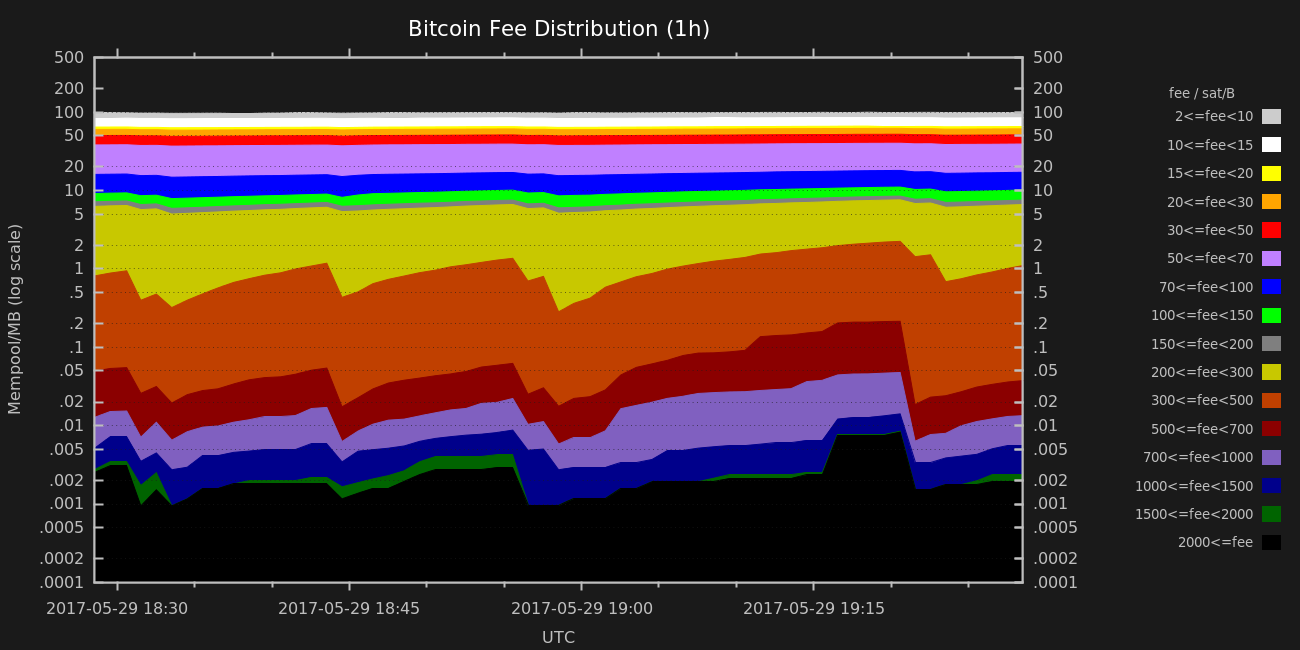 Bitcoin Fee Distribution (1h)
500
200
100
50
20
10
5
2
1
.5
.2
.1
.05
.02
.01
.005
.002
.001
.0005
.0002
.0001
Mempool/MB (log scale)
500
200
100
50
20
10
5
2
1
.5
.2
.1
.05
.02
.01
.005
.002
.001
.0005
.0002
.0001
2017-05-29 18:30
2017-05-29 18:45
2017-05-29 19:00
2017-05-29 19:15
UTC
fee / sat/B
2<=fee<10
10<=fee<15
15<=fee<20
20<=fee<30
30<=fee<50
50<=fee<70
70<=fee<100
100<=fee<150
150<=fee<200
200<=fee<300
300<=fee<500
500<=fee<700
700<=fee<1000
1000<=fee<1500
1500<=fee<2000
2000<=fee